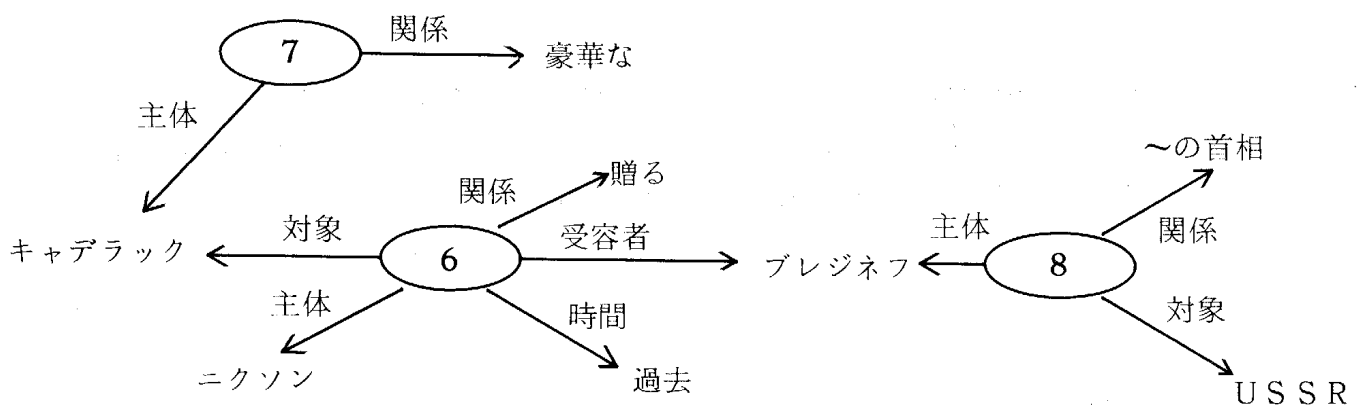 7
関係
豪華な
主体
～の首相
関係
贈る
関係
キャデラック
対象
6
受容者
ブレジネフ
主体
8
主体
時間
対象
ニクソン
過去
USSR